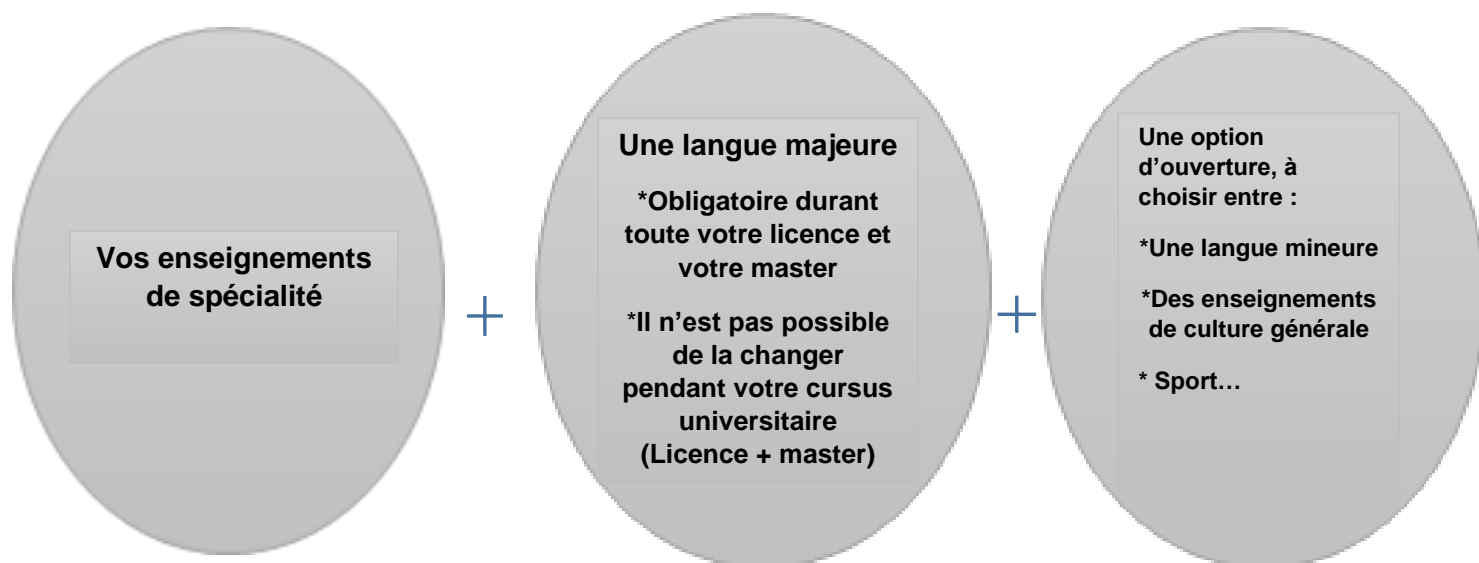 Vos enseignements
de spécialité
+
Une langue majeure
*Obligatoire durant
toute votre licence et
votre master
*Il n’est pas possible
de la changer
pendant votre cursus
universitaire
(Licence + master)
+
Une option
d’ouverture, à
choisir entre :
*Une langue mineure
*Des enseignements
de culture générale
* Sport…